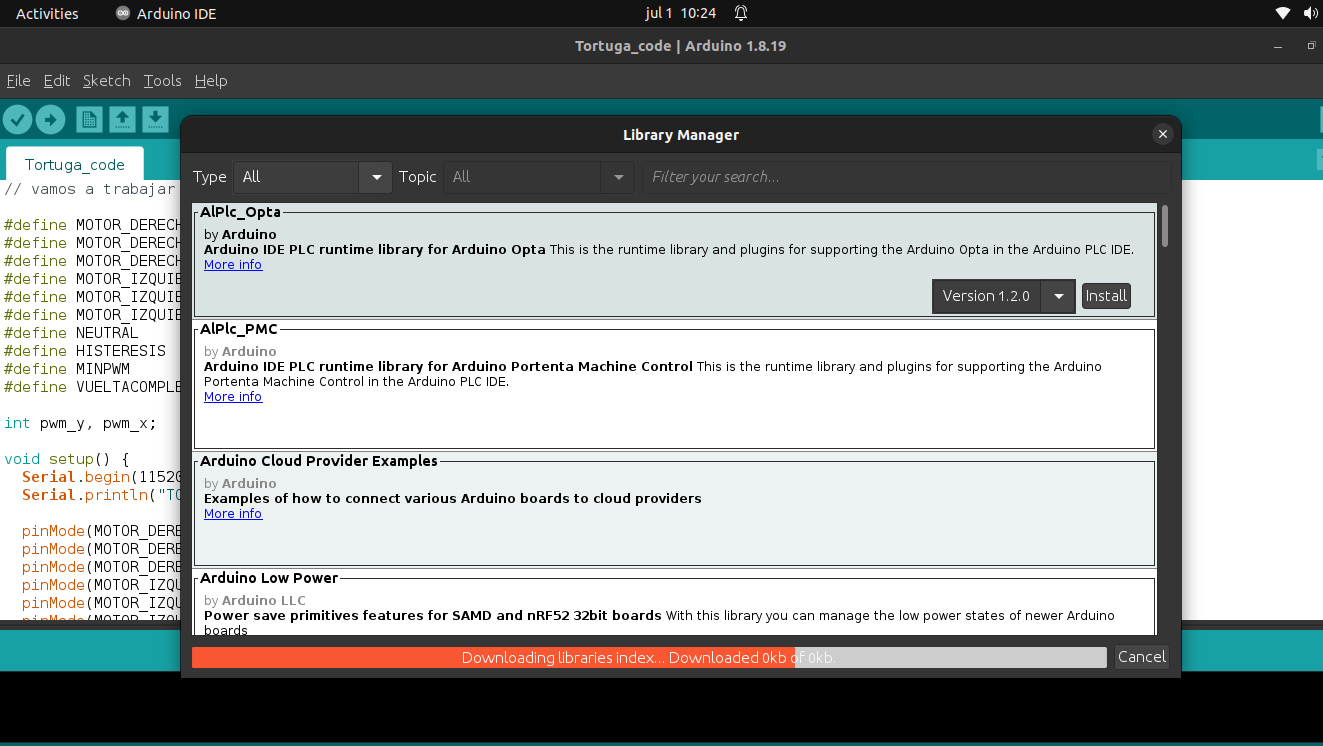 Activities Arduino IDE jul 1 10:24
Tortuga_code | Arduino 1.8.19
File Edit Sketch Tools Help
Library Manager
Tortuga_code
Type All Topic All Filter your search...
// vamos a trabajar
#define MOTOR_DERECH
#define MOTOR_DERECH
#define MOTOR_DERECH
#define MOTOR_IZQUIE
#define MOTOR_IZQUIE
#define MOTOR_IZQUIE
#define NEUTRAL
#define HISTERESIS
#define MINPWM
#define VUELTACOMPLE
int pwm_y, pwm_x;
void setup() {
Serial.begin(11520
Serial.println("TO
pinMode(MOTOR_DERE
pinMode(MOTOR_DERE
pinMode(MOTOR_DERE
pinMode(MOTOR_IZQU
pinMode(MOTOR_IZQU
pinMode(MOTOR_IZQU
AlPlc_Opta
by Arduino
Arduino IDE PLC runtime library for Arduino Opta This is the runtime library and plugins for supporting the Arduino Opta in the Arduino PLC IDE.
More info
Version 1.2.0 Install
AlPlc_PMC
by Arduino
Arduino IDE PLC runtime library for Arduino Portenta Machine Control This is the runtime library and plugins for supporting the Arduino
Portenta Machine Control in the Arduino PLC IDE.
More info
Arduino Cloud Provider Examples
by Arduino
Examples of how to connect various Arduino boards to cloud providers
More info
Arduino Low Power
by Arduino LLC
Power save primitives features for SAMD and nRF52 32bit boards With this library you can manage the low power states of newer Arduino
boards
Downloading libraries index... Downloaded 0kb of 0kb.
Cancel